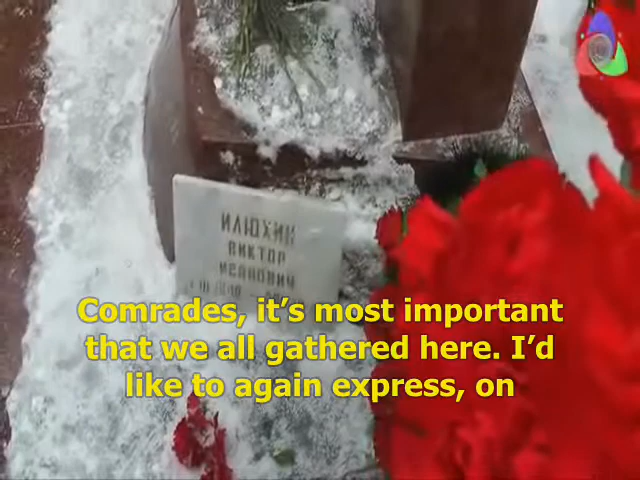 ИЛЮХИН
ВИКТОР
ИВАНОВИЧ
Comrades, it’s most important
that we all gathered here. I’d
like to again express, on